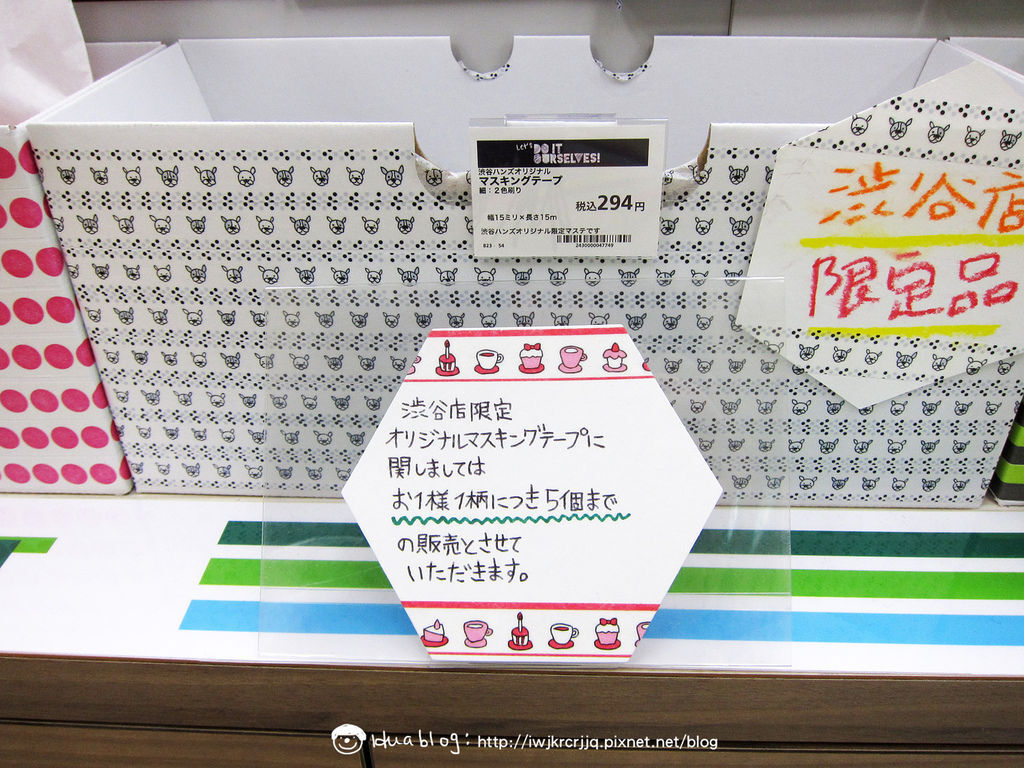 Let's DO IT
OURSELVES!
渋谷ハンズオリジナル
マスキングテープ
細：2色刷り
税込294円
幅15ミリ×長さ15m
渋谷ハンズオリジナル限定マステです
823 54
2430000047749
渋谷店
限定品
渋谷店限定
オリジナルマスキングテープに
関しましては
お1様1柄につき5個まで
の販売とさせて
いただきます。
Idua blog: http://iwjkrcrjjq.pixnet.net/blog